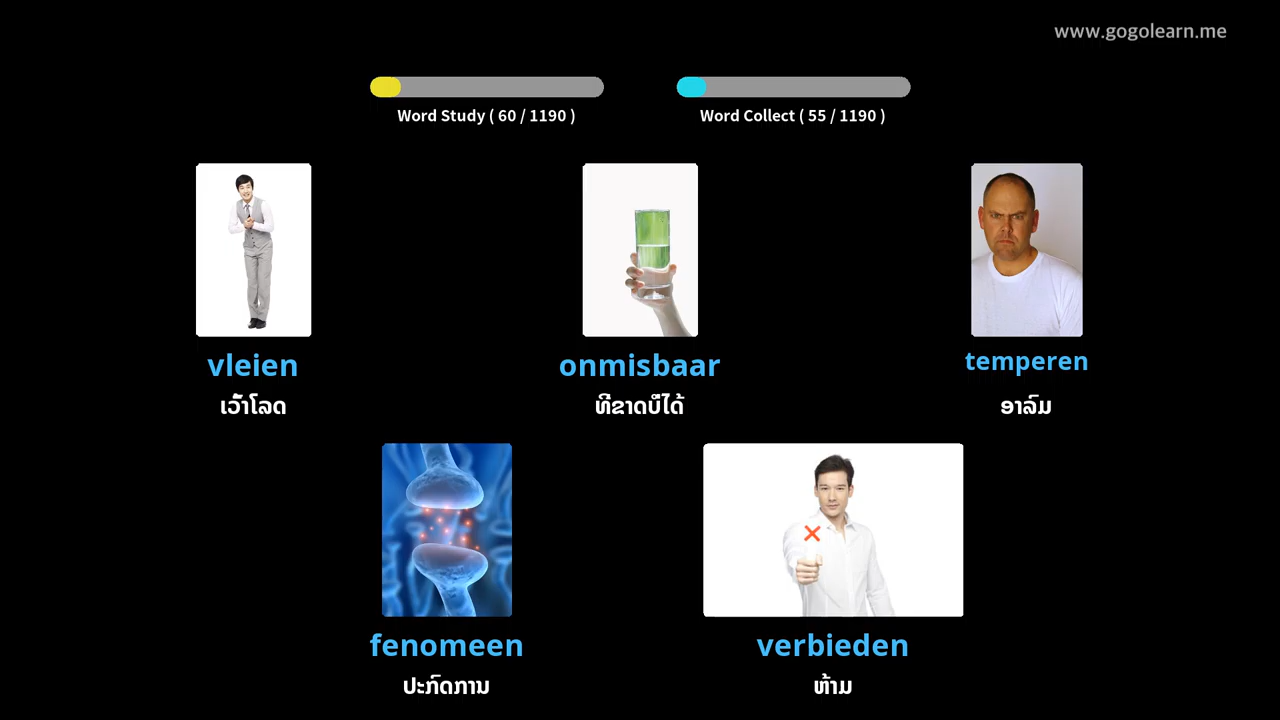 www.gogolearn.me
Word Study ( 60 / 1190 )
Word Collect ( 55 / 1190 )
vleien
ເວົ້າໂລດ
onmisbaar
ທີ່ຂາດບໍ່ໄດ້
temperen
ອາລົມ
fenomeen
ປະກົດການ
verbieden
ຫ້າມ